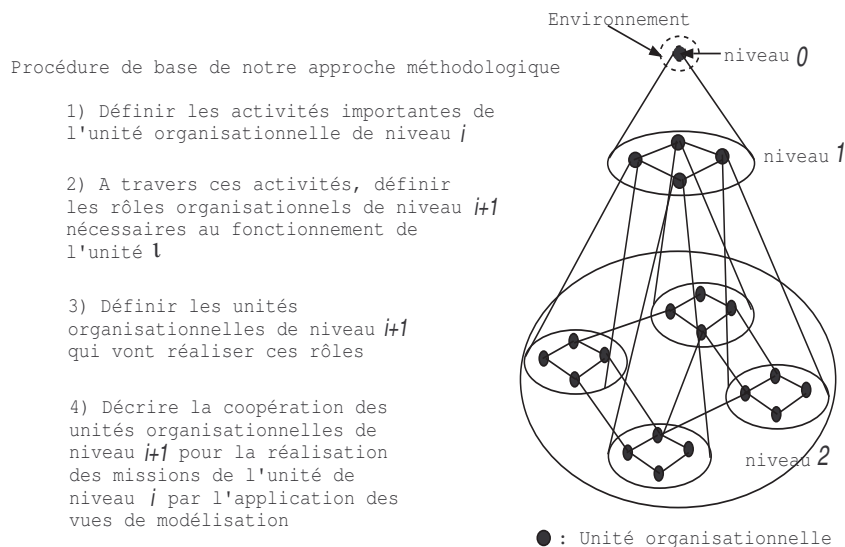 Environnement
niveau 0
Procédure de base de notre approche méthodologique
1) Définir les activités importantes de
l'unité organisationnelle de niveau i
niveau 1
2) A travers ces activités, définir
les rôles organisationnels de niveau i+1
nécessaires au fonctionnement de
l'unité l
3) Définir les unités
organisationnelles de niveau i+1
qui vont réaliser ces rôles
4) Décrire la coopération des
unités organisationnelles de
niveau i+1 pour la réalisation
des missions de l'unité de
niveau i par l'application des
vues de modélisation
niveau 2
: Unité organisationnelle